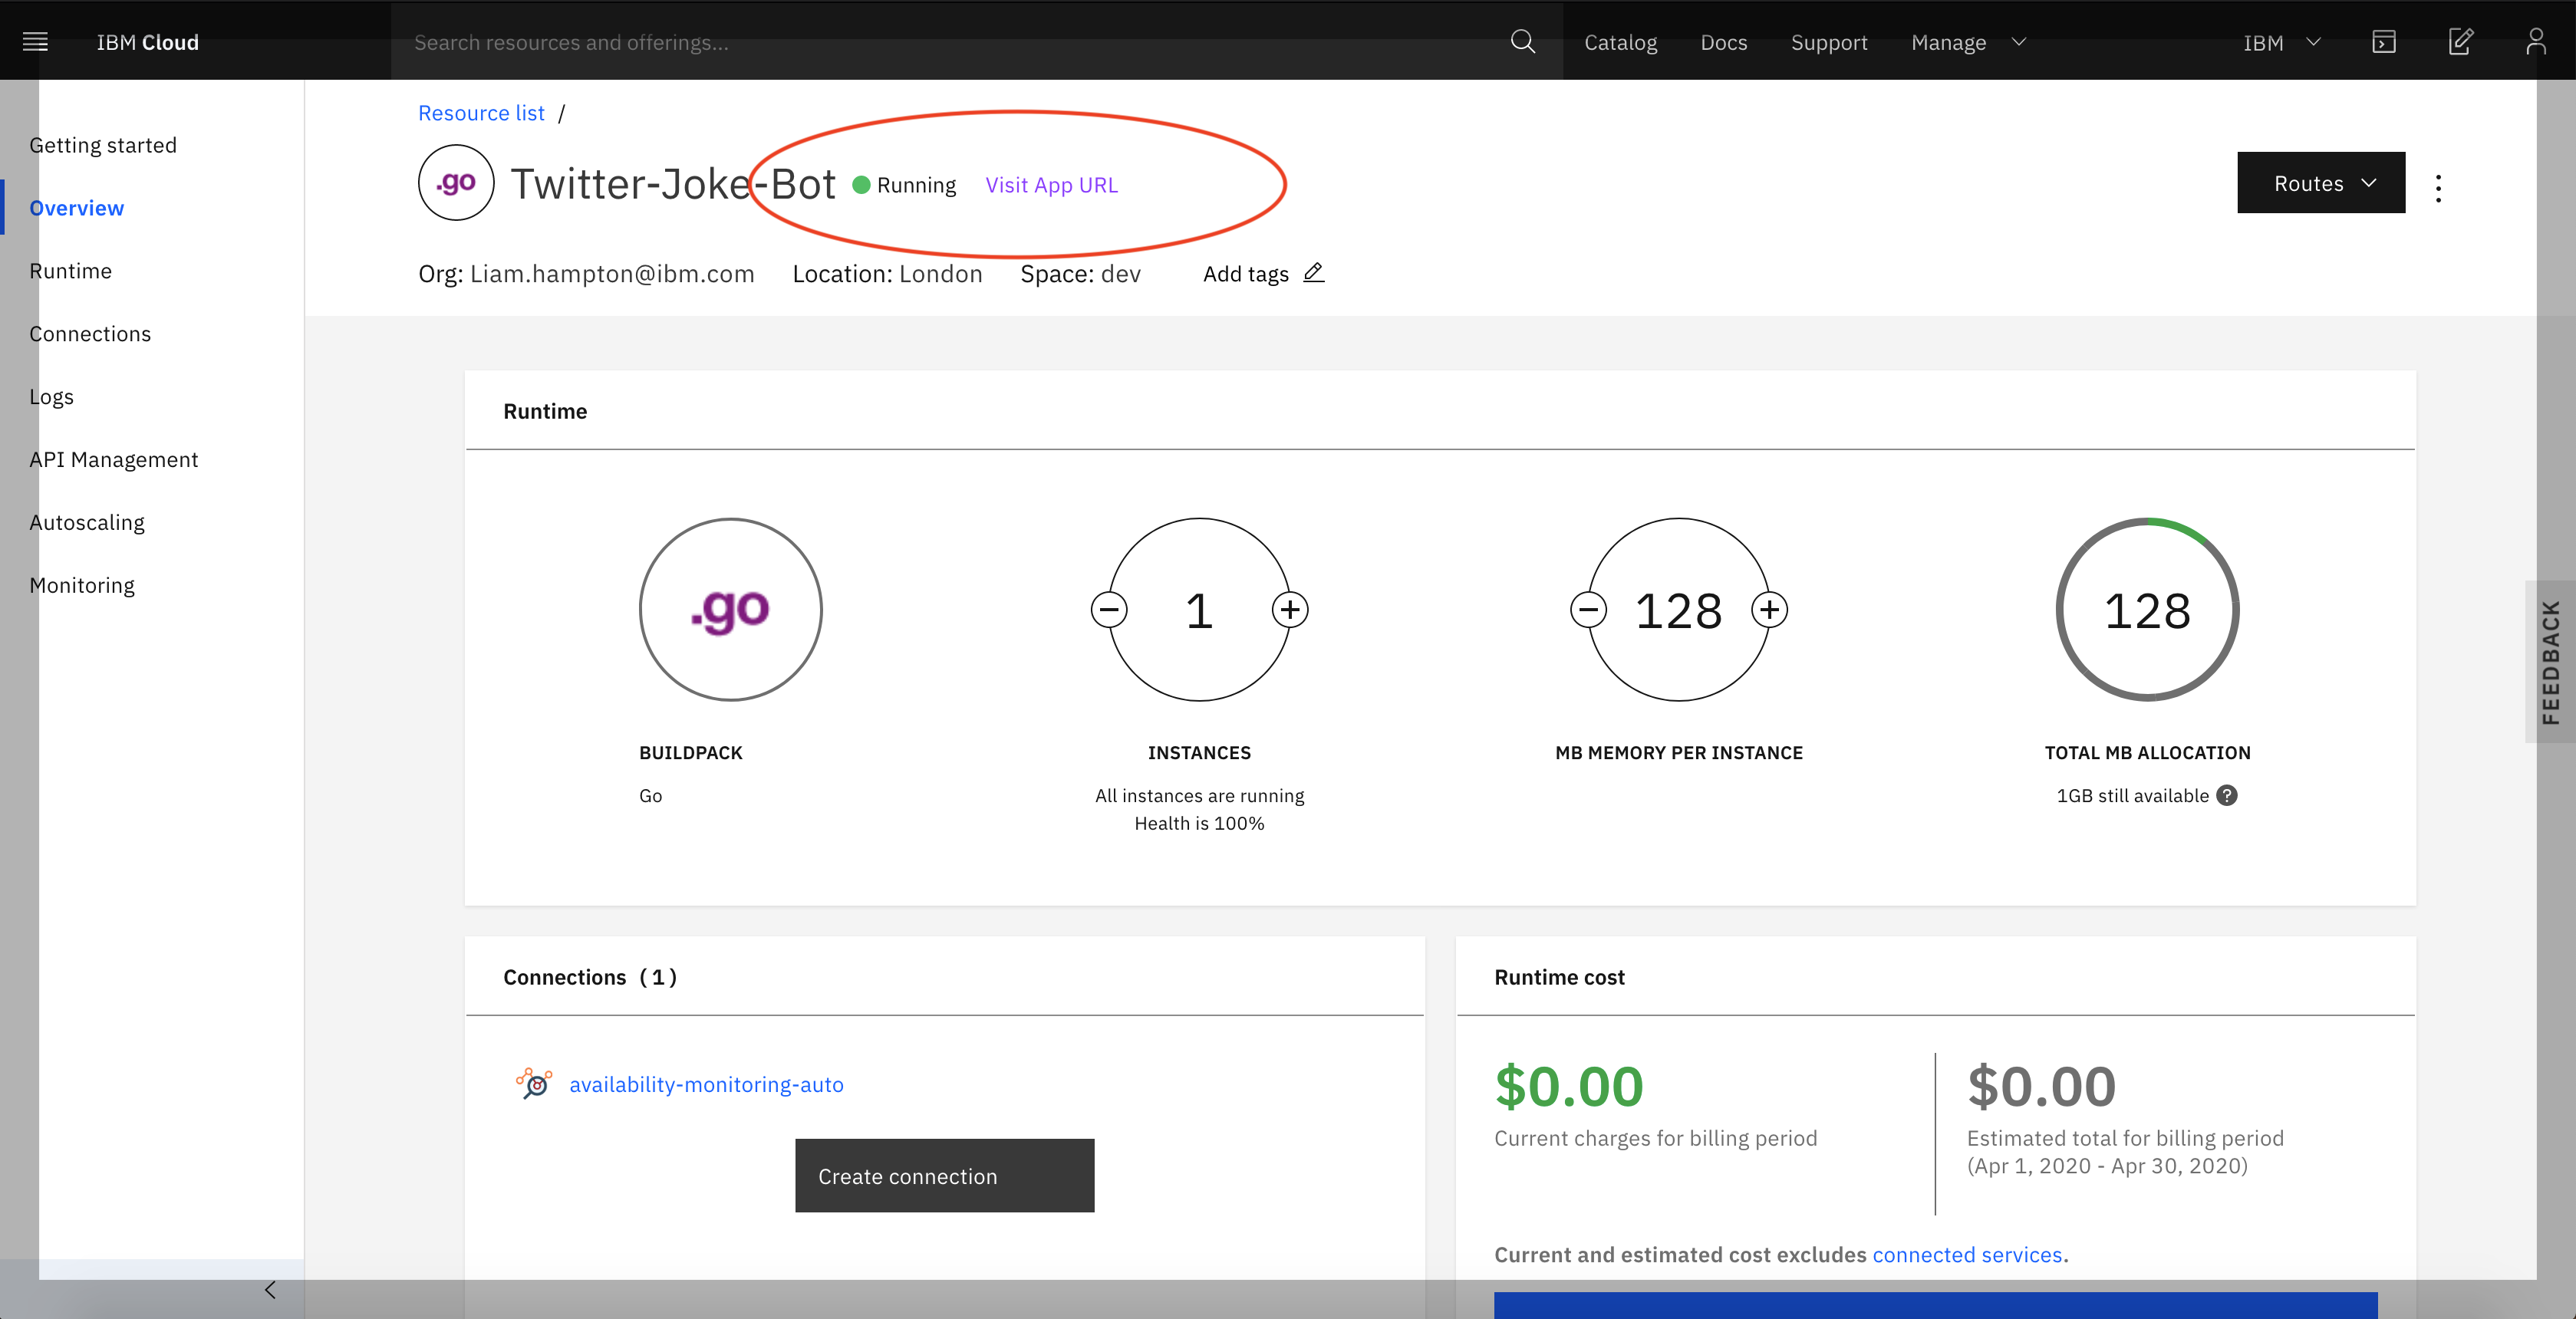 IBM Cloud
Search resources and offerings...
Catalog
Docs
Support
Manage
IBM
Getting started
Overview
Runtime
Connections
Logs
API Management
Autoscaling
Monitoring
Resource list /
.go
Twitter-Joke-Bot
Running
Visit App URL
Routes
Org: Liam.hampton@ibm.com
Location: London
Space: dev
Add tags
Runtime
.go
1
128
128
BUILDPACK
Go
INSTANCES
All instances are running
Health is 100%
MB MEMORY PER INSTANCE
TOTAL MB ALLOCATION
1GB still available ?
FEEDBACK
Connections (1)
availability-monitoring-auto
Create connection
Runtime cost
$0.00
Current charges for billing period
$0.00
Estimated total for billing period
(Apr 1, 2020 - Apr 30, 2020)
Current and estimated cost excludes connected services.